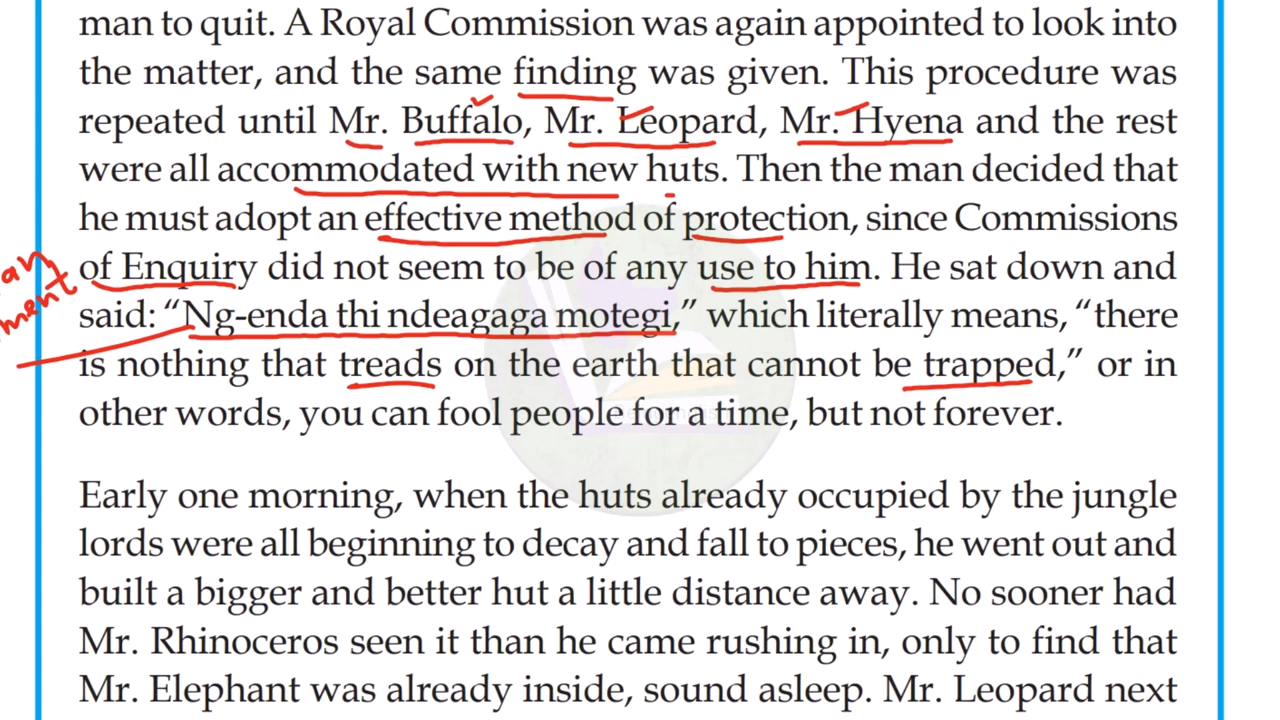 man to quit. A Royal Commission was again appointed to look into
the matter, and the same finding was given. This procedure was
repeated until Mr. Buffalo, Mr. Leopard, Mr. Hyena and the rest
were all accommodated with new huts. Then the man decided that
he must adopt an effective method of protection, since Commissions
of Enquiry did not seem to be of any use to him. He sat down and
said: “Ng-enda thi ndeagaga motegi,” which literally means, “there
is nothing that treads on the earth that cannot be trapped,” or in
other words, you can fool people for a time, but not forever.
Early one morning, when the huts already occupied by the jungle
lords were all beginning to decay and fall to pieces, he went out and
built a bigger and better hut a little distance away. No sooner had
Mr. Rhinoceros seen it than he came rushing in, only to find that
Mr. Elephant was already inside, sound asleep. Mr. Leopard next